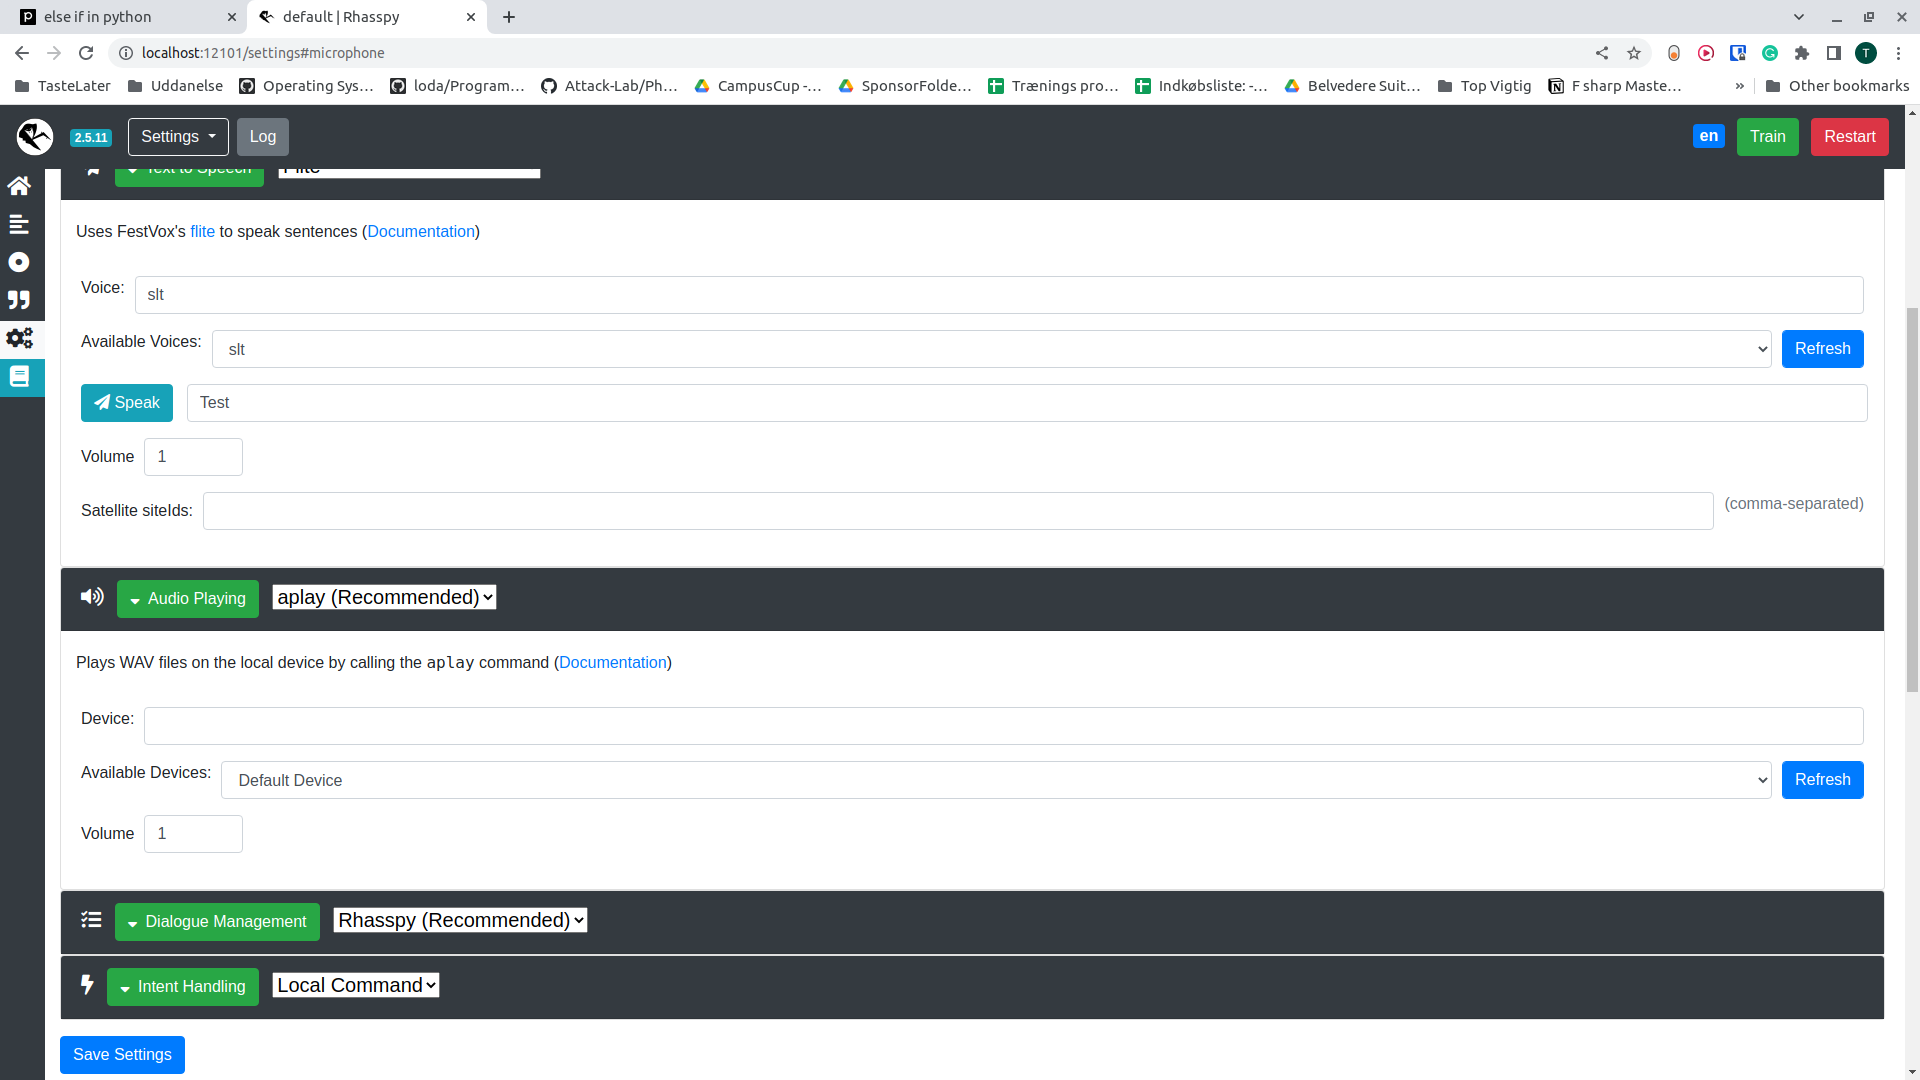 else if in python
default | Rhasspy
localhost:12101/settings#microphone
T
TasteLater
Uddanelse
Operating Sys...
loda/Program...
Attack-Lab/Ph...
CampusCup -...
SponsorFolde...
Trænings pro...
Indkøbsliste: -...
Belvedere Suit...
Top Vigtig
F sharp Maste...
»
Other bookmarks
2.5.11
Settings
Log
en
Train
Restart
Text to Speech
Flite
Uses FestVox's flite to speak sentences (Documentation)
Voice:
slt
Available Voices:
slt
Refresh
Speak
Test
Volume
1
Satellite siteIds:
(comma-separated)
Audio Playing
aplay (Recommended)
Plays WAV files on the local device by calling the aplay command (Documentation)
Device:
Available Devices:
Default Device
Refresh
Volume
1
Dialogue Management
Rhasspy (Recommended)
Intent Handling
Local Command
Save Settings